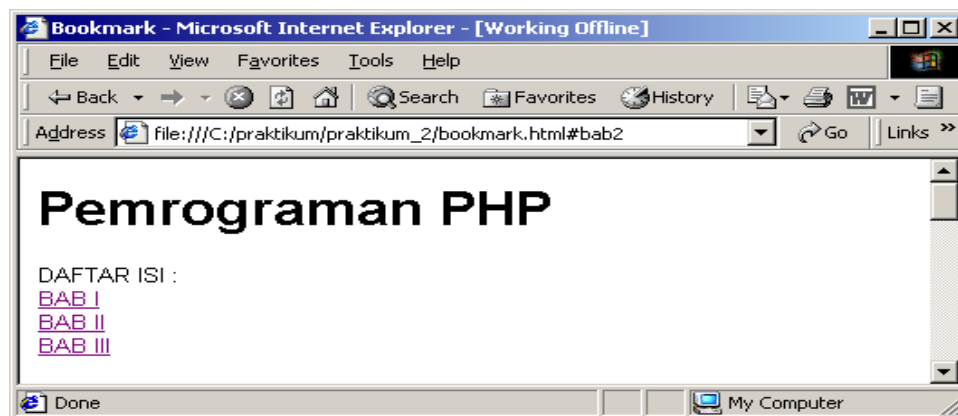 Bookmark - Microsoft Internet Explorer - [Working Offline]
File Edit View Favorites Tools Help
Back Search Favorites History
Address file:///C:/praktikum/praktikum_2/bookmark.html#bab2 Go Links »
Pemrograman PHP
DAFTAR ISI :
BAB I
BAB II
BAB III
Done My Computer